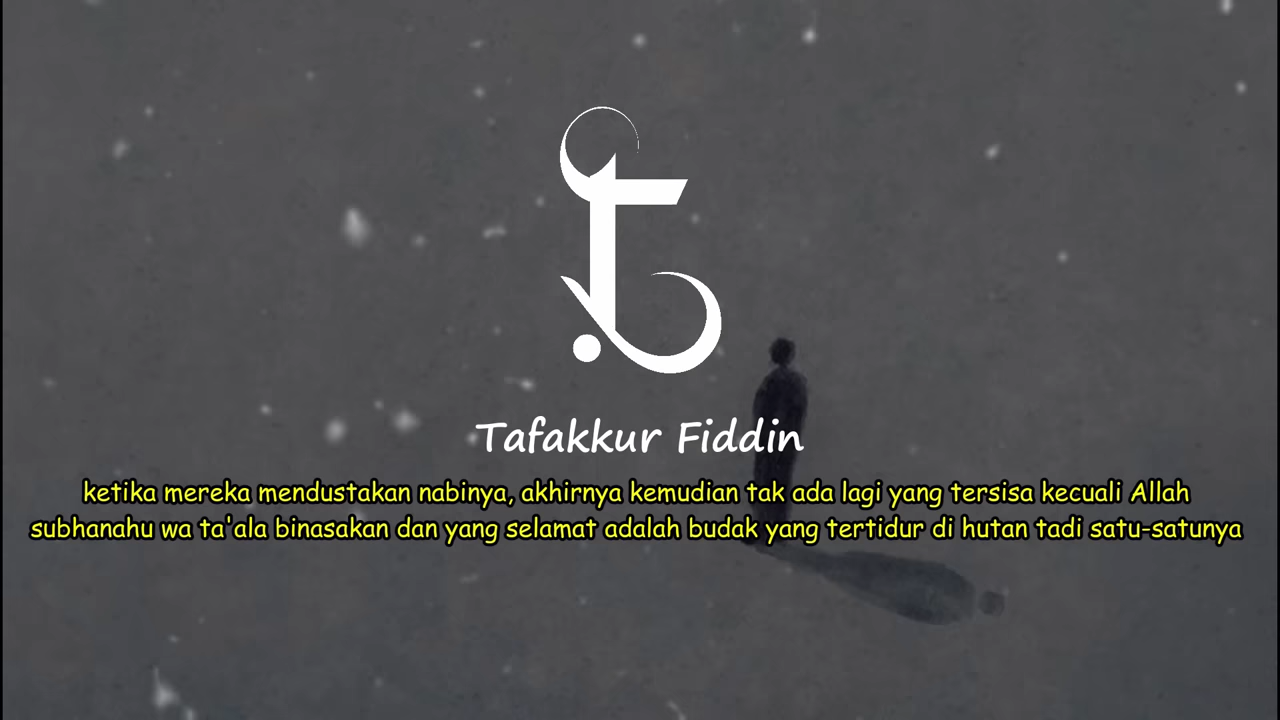 Tafakkur Fiddin
ketika mereka mendustakan nabinya, akhirnya kemudian tak ada lagi yang tersisa kecuali Allah
subhanahu wa ta'ala binasakan dan yang selamat adalah budak yang tertidur di hutan tadi satu-satunya